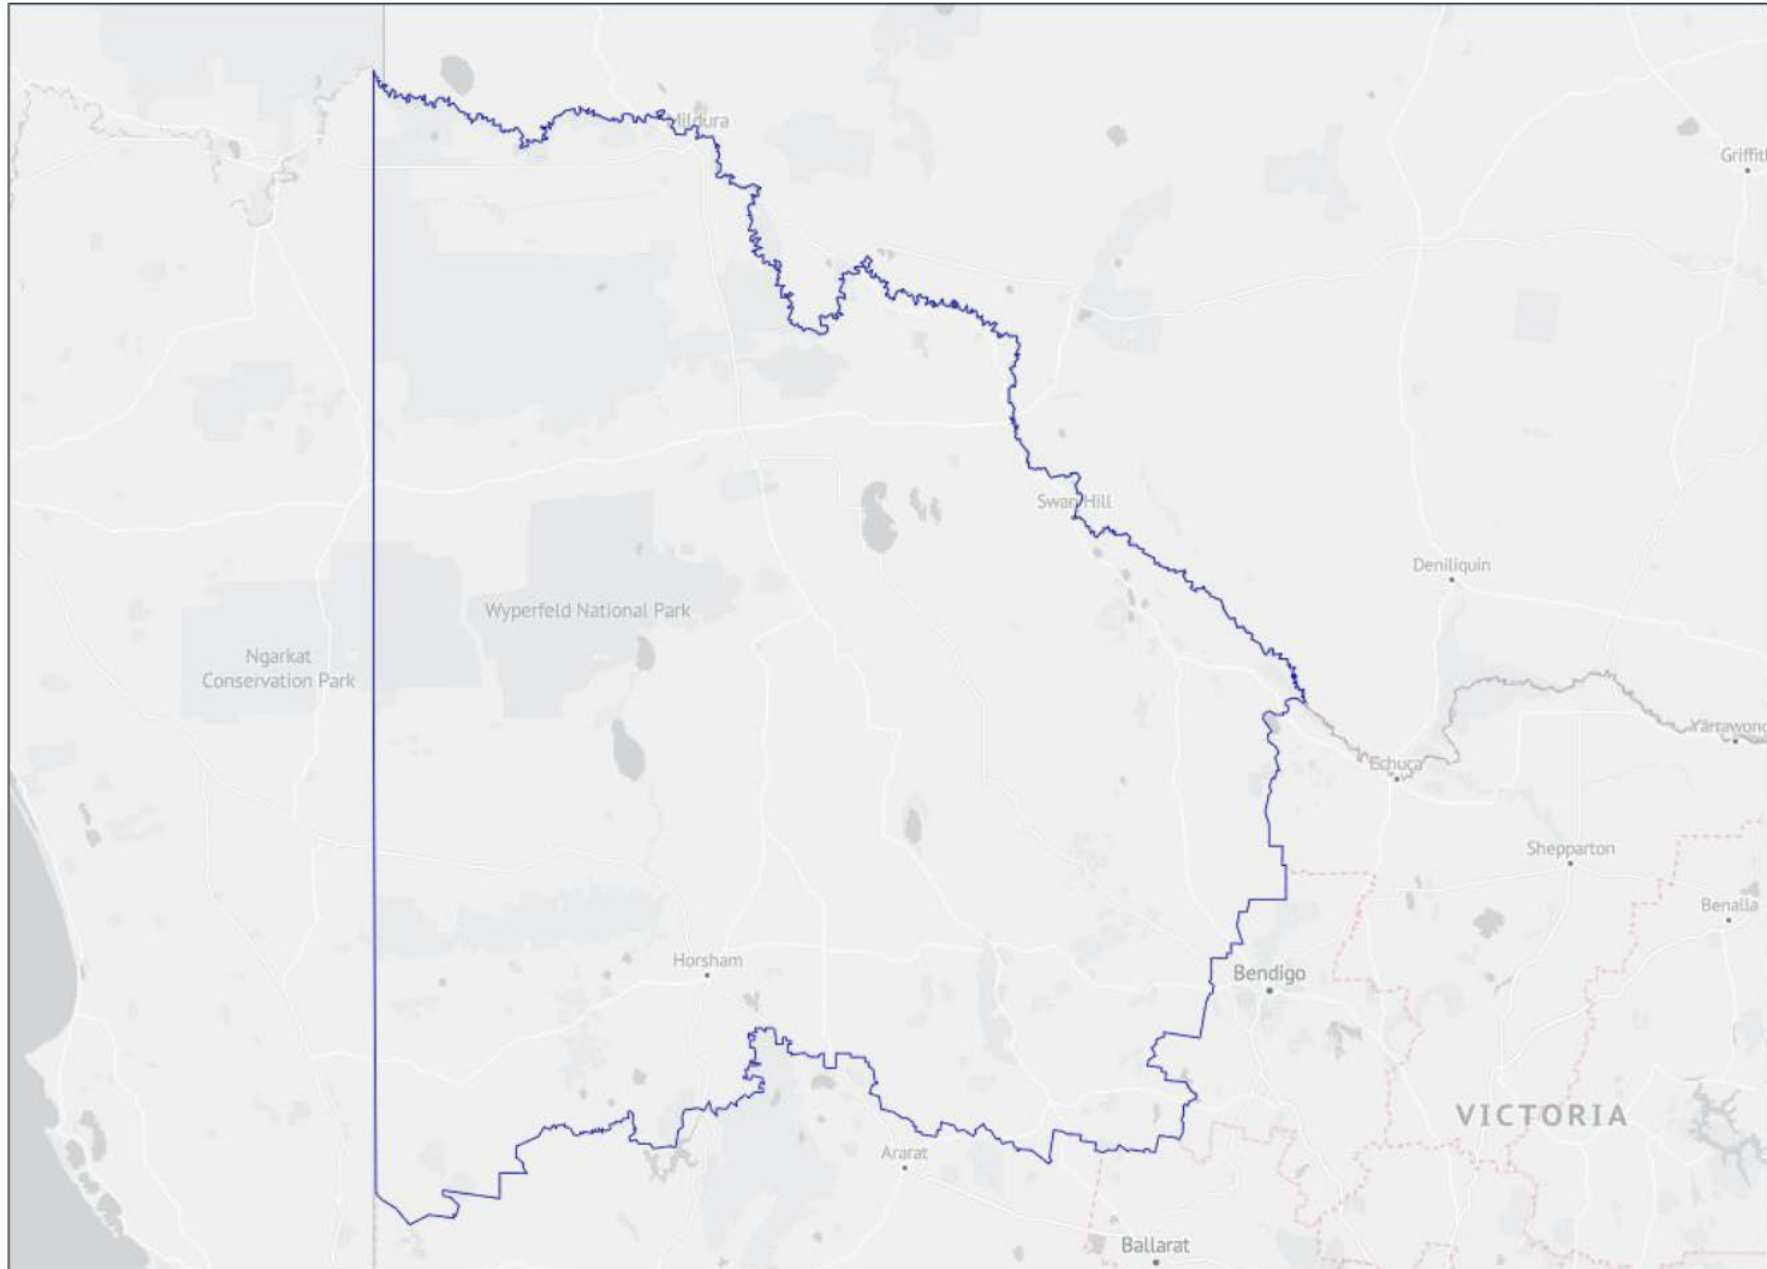 Mildura
Griffith
Swan Hill
Deniliquin
Wyperfeld National Park
Ngarkat
Conservation Park
Yarrawong
Echuca
Shepparton
Benalla
Horsham
Bendigo
VICTORIA
Ararat
Ballarat